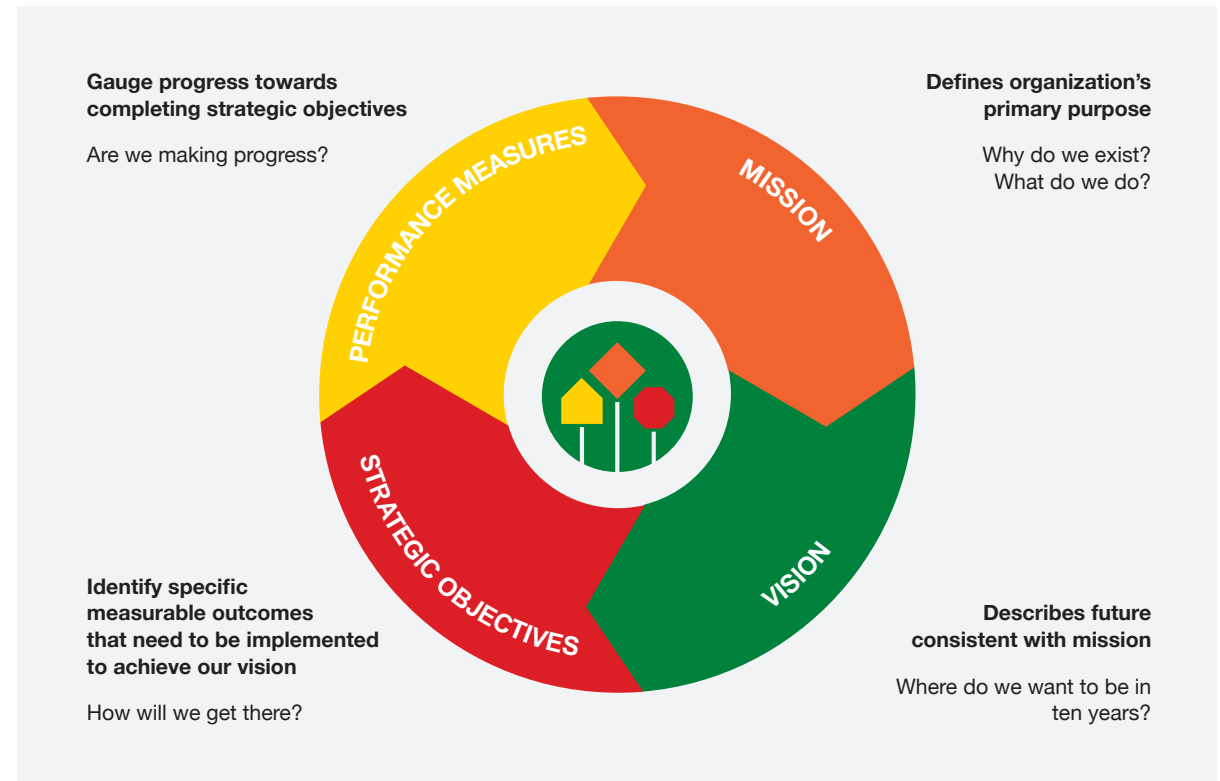 Gauge progress towards
completing strategic objectives
Are we making progress?
Defines organization’s
primary purpose
Why do we exist?
What do we do?
PERFORMANCE MEASURES
MISSION
STRATEGIC OBJECTIVES
VISION
Identify specific
measurable outcomes
that need to be implemented
to achieve our vision
How will we get there?
Describes future
consistent with mission
Where do we want to be in
ten years?